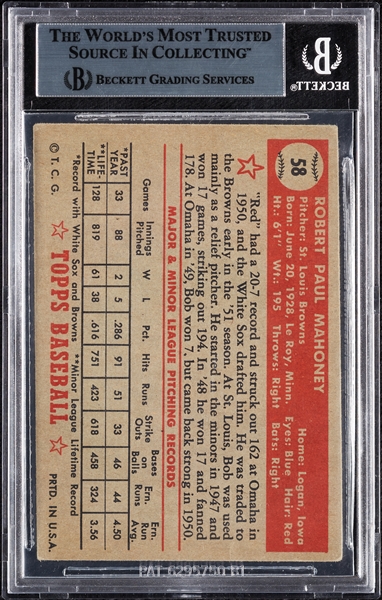 THE WORLD'S MOST TRUSTED
SOURCE IN COLLECTING™
BECKETT GRADING SERVICES
BECKETT
58
ROBERT PAUL MAHONEY
Pitcher: St. Louis Browns Home: Logan, Iowa
Born: June 20, 1928, Le Roy, Minn. Eyes: Blue Hair: Red
Ht.: 6'1" Wt.: 195 Throws: Right Bats: Right
"Red" had a 20-7 record and struck out 162 at Omaha in
1950, and the White Sox drafted him. He was traded to
the Browns early in the '51 season. At St. Louis, Bob was used
mainly as a relief pitcher. He started in the minors in 1947 and
won 17 games, striking out 194. In '48 he won 17 and fanned
178. At Omaha in '49, Bob won 7, but came back strong in 1950.
MAJOR & MINOR LEAGUE PITCHING RECORDS
Games Innings Pitched W L Pct. Hits Runs Strike Outs Bases on Balls Ern. Runs Ern. Avg.
*PAST YEAR 33 88 2 5 .286 91 51 33 46 44 4.50
**LIFE-TIME 128 819 61 38 .616 751 423 618 458 324 3.56
*Record with White Sox and Browns **Minor League Lifetime Record
© T. C. G. TOPPS BASEBALL PRTD. IN U.S.A.
PAT 6295750 B1